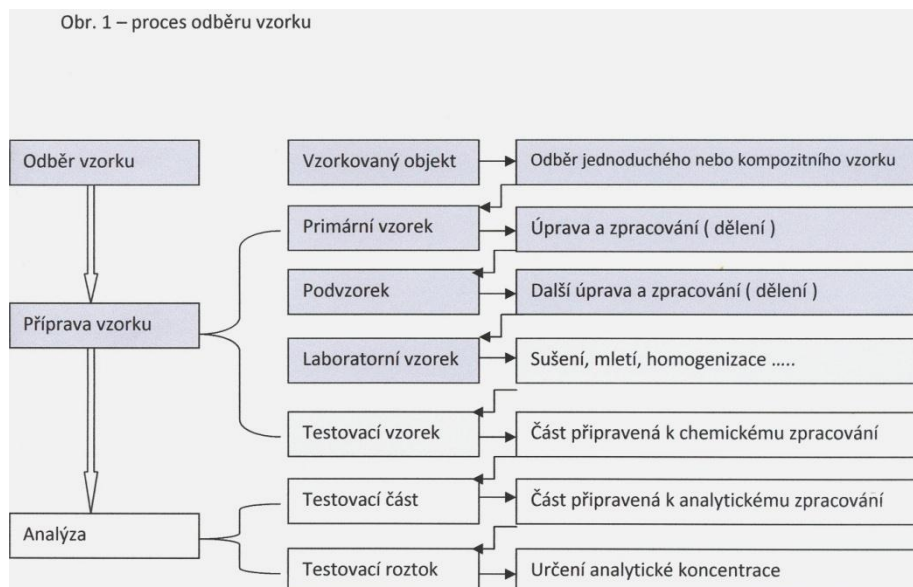 Obr. 1 – proces odběru vzorku
Odběr vzorku
Vzorkovaný objekt
Odběr jednoduchého nebo kompozitního vzorku
Primární vzorek
Úprava a zpracování ( dělení )
Podvzorek
Další úprava a zpracování ( dělení )
Příprava vzorku
Laboratorní vzorek
Sušení, mletí, homogenizace .....
Testovací vzorek
Část připravená k chemickému zpracování
Testovací část
Část připravená k analytickému zpracování
Analýza
Testovací roztok
Určení analytické koncentrace